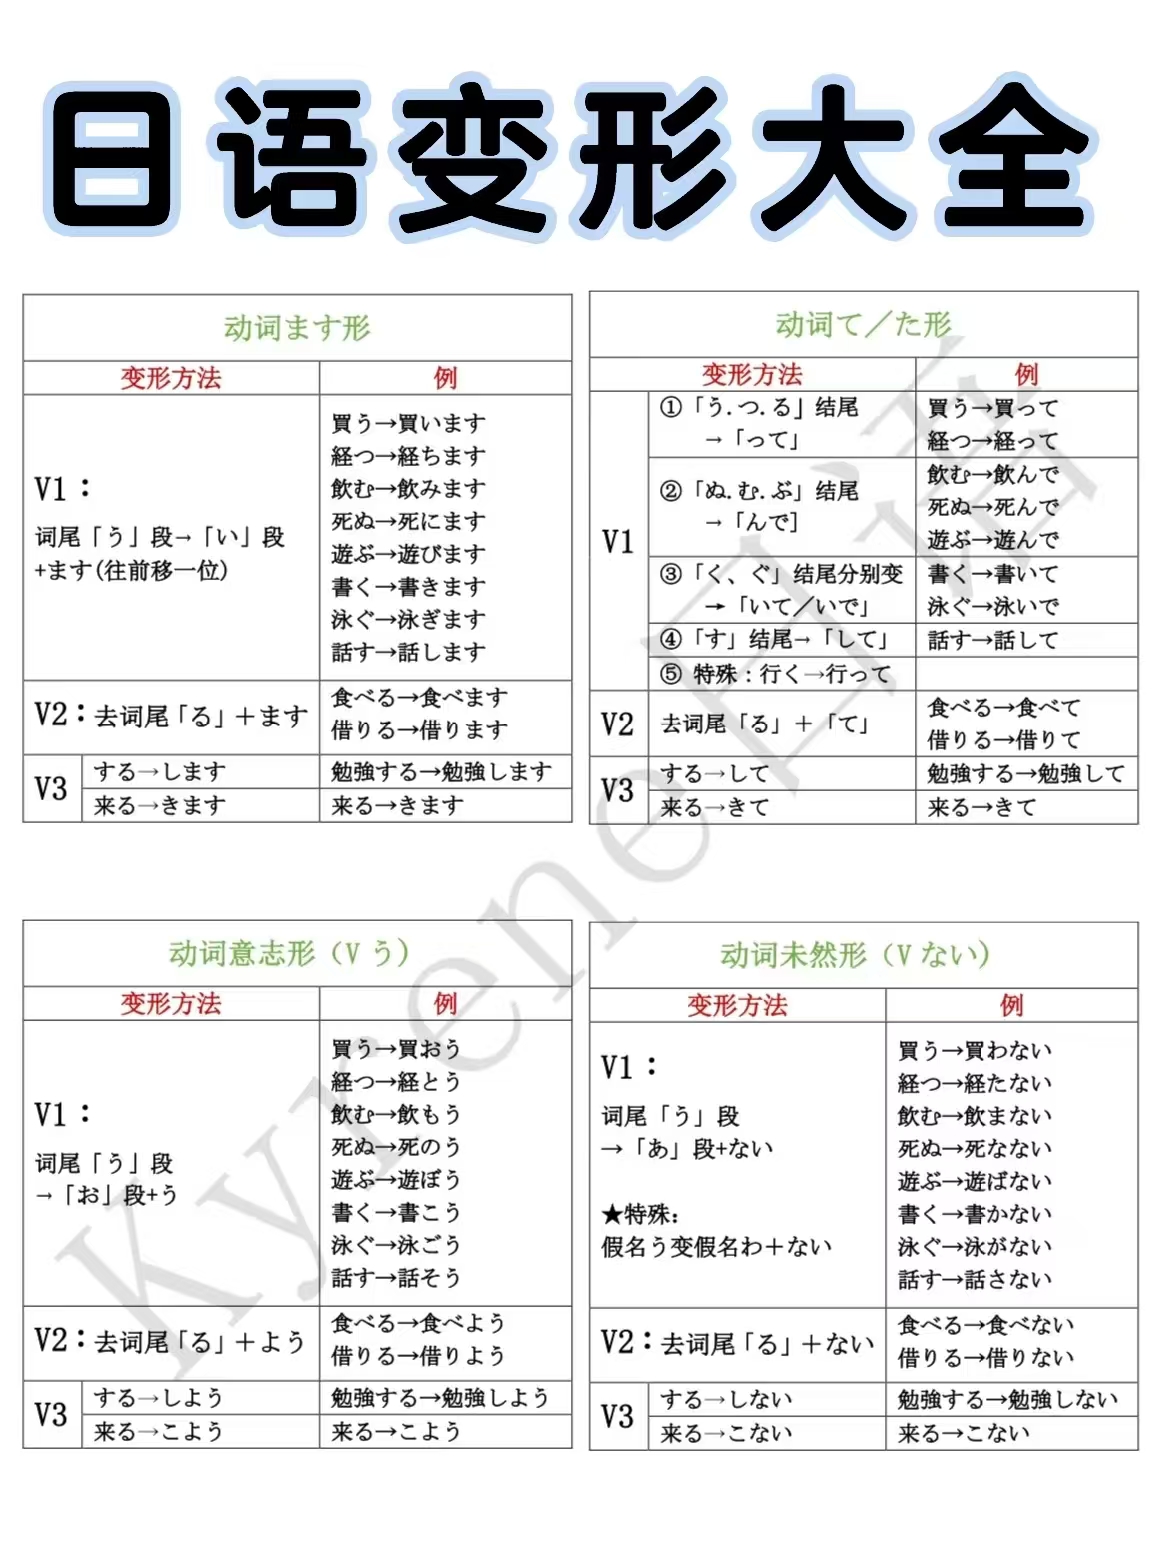 日语变形大全
动词ます形
变形方法 例
V1：
词尾「う」段→「い」段
+ます(往前移一位)
買う→買います
経つ→経ちます
飲む→飲みます
死ぬ→死にます
遊ぶ→遊びます
書く→書きます
泳ぐ→泳ぎます
話す→話します
V2：去词尾「る」＋ます
食べる→食べます
借りる→借ります
V3
する→します
勉強する→勉強します
来る→きます
来る→きます
动词て／た形
变形方法 例
V1
①「う.つ.る」结尾
→「って」
買う→買って
経つ→経って
②「ぬ.む.ぶ」结尾
→「んで]
飲む→飲んで
死ぬ→死んで
遊ぶ→遊んで
③「く、ぐ」结尾分别变
→「いて／いで」
書く→書いて
泳ぐ→泳いで
④「す」结尾→「して」
話す→話して
⑤ 特殊：行く→行って
V2
去词尾「る」＋「て」
食べる→食べて
借りる→借りて
V3
する→して
勉強する→勉強して
来る→きて
来る→きて
动词意志形（V う）
变形方法 例
V1：
词尾「う」段
→「お」段+う
買う→買おう
経つ→経とう
飲む→飲もう
死ぬ→死のう
遊ぶ→遊ぼう
書く→書こう
泳ぐ→泳ごう
話す→話そう
V2：去词尾「る」＋よう
食べる→食べよう
借りる→借りよう
V3
する→しよう
勉強する→勉強しよう
来る→こよう
来る→こよう
动词未然形（V ない）
变形方法 例
V1：
词尾「う」段
→「あ」段+ない
★特殊：
假名う变假名わ＋ない
買う→買わない
経つ→経たない
飲む→飲まない
死ぬ→死なない
遊ぶ→遊ばない
書く→書かない
泳ぐ→泳がない
話す→話さない
V2：去词尾「る」＋ない
食べる→食べない
借りる→借りない
V3
する→しない
勉強する→勉強しない
来る→こない
来る→こない
Kyrene日语